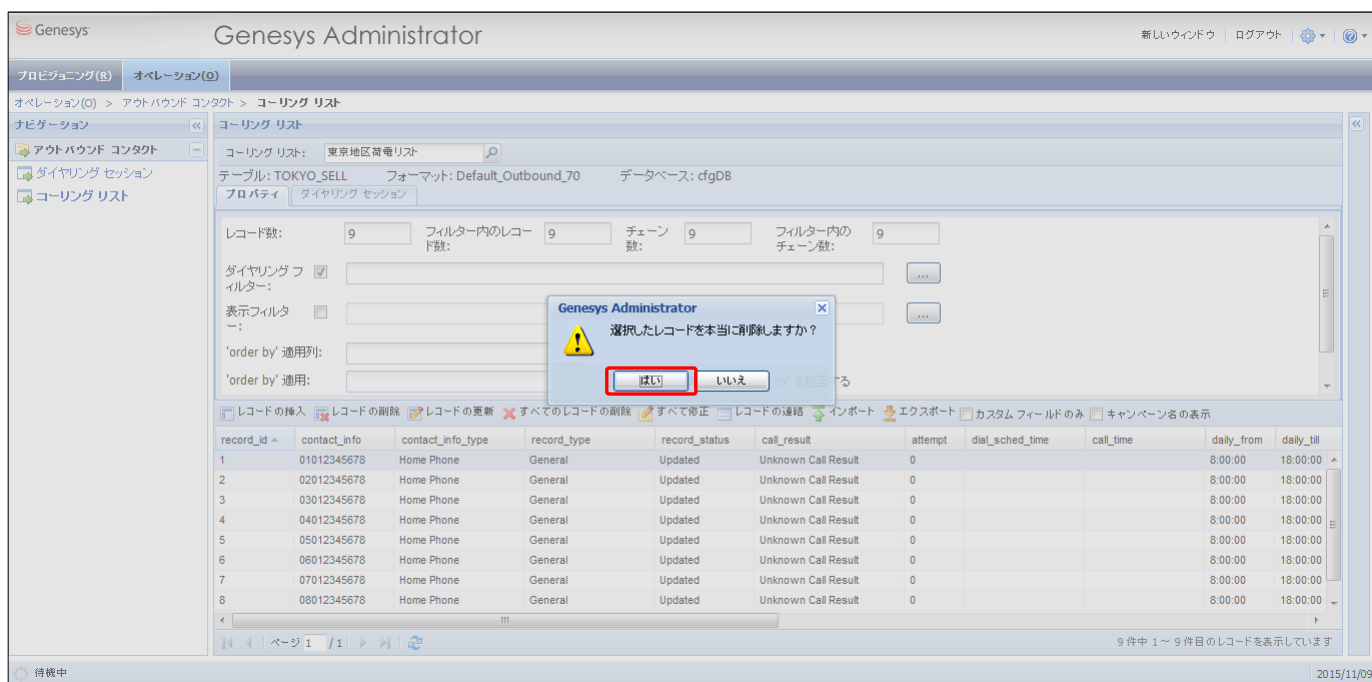 Genesys
Genesys Administrator
新しいウィンドウ | ログアウト
プロビジョニング(R) オペレーション(O)
オペレーション(O) > アウトバウンド コンタクト > コーリング リスト
ナビゲーション
アウトバウンド コンタクト
ダイヤリング セッション
コーリング リスト
コーリング リスト
コーリング リスト: 東京地区荷電リスト
テーブル: TOKYO_SELL フォーマット: Default_Outbound_70 データベース: cfgDB
プロパティ ダイヤリング セッション
レコード数: 9 フィルター内のレコード数: 9 チェーン数: 9 フィルター内のチェーン数: 9
ダイヤリング フィルター: ...
表示フィルター: ...
'order by' 適用列:
'order by' 適用: by' を拒否する
Genesys Administrator
選択したレコードを本当に削除しますか?
はい いいえ
レコードの挿入 レコードの削除 レコードの更新 すべてのレコードの削除 すべて修正 レコードの連結 インポート エクスポート カスタム フィールドのみ キャンペーン名の表示
record_id contact_info contact_info_type record_type record_status call_result attempt dial_sched_time call_time daily_from daily_till
1 01012345678 Home Phone General Updated Unknown Call Result 0 8:00:00 18:00:00
2 02012345678 Home Phone General Updated Unknown Call Result 0 8:00:00 18:00:00
3 03012345678 Home Phone General Updated Unknown Call Result 0 8:00:00 18:00:00
4 04012345678 Home Phone General Updated Unknown Call Result 0 8:00:00 18:00:00
5 05012345678 Home Phone General Updated Unknown Call Result 0 8:00:00 18:00:00
6 06012345678 Home Phone General Updated Unknown Call Result 0 8:00:00 18:00:00
7 07012345678 Home Phone General Updated Unknown Call Result 0 8:00:00 18:00:00
8 08012345678 Home Phone General Updated Unknown Call Result 0 8:00:00 18:00:00
ページ 1 / 1
9 件中 1 ~ 9 件目のレコードを表示しています
待機中
2015/11/09